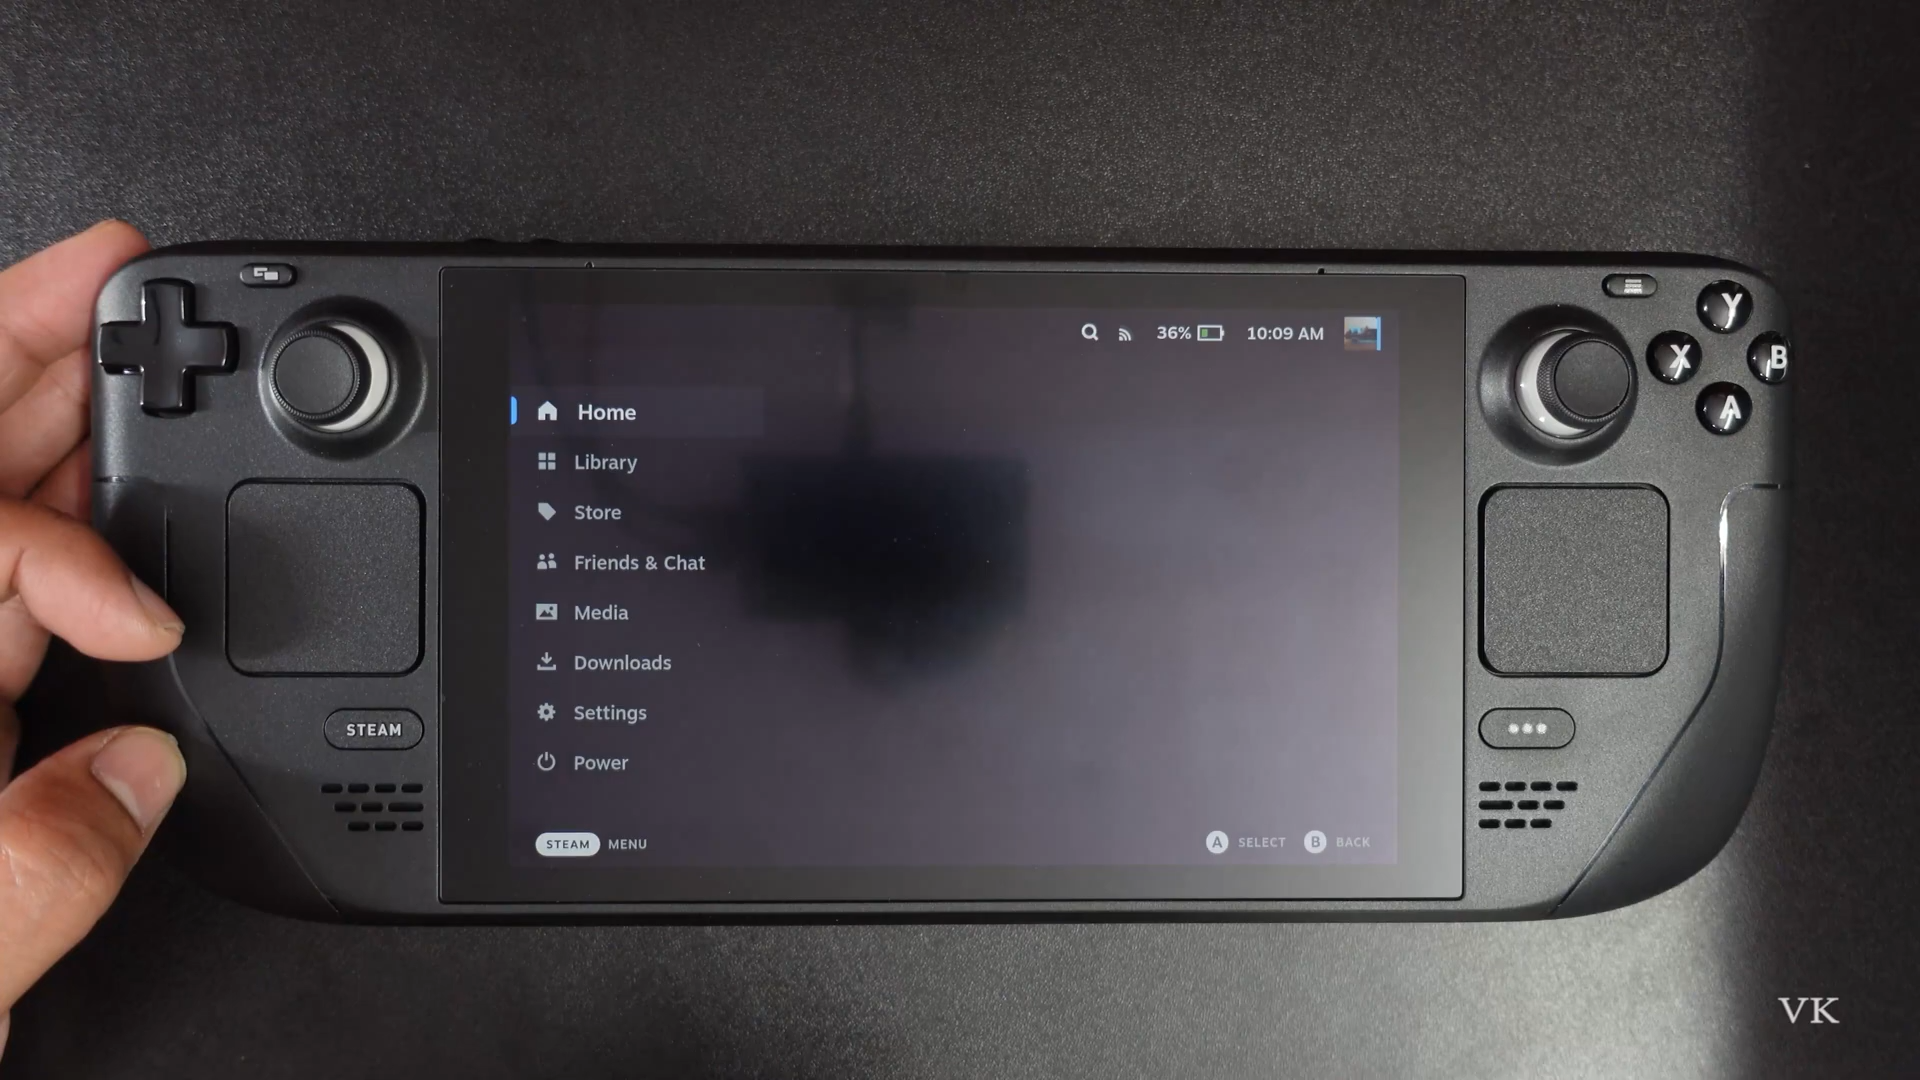 36% 10:09 AM
Home
Library
Store
Friends & Chat
Media
Downloads
Settings
Power
STEAM MENU
A SELECT B BACK
STEAM
Y
X
B
A
VK